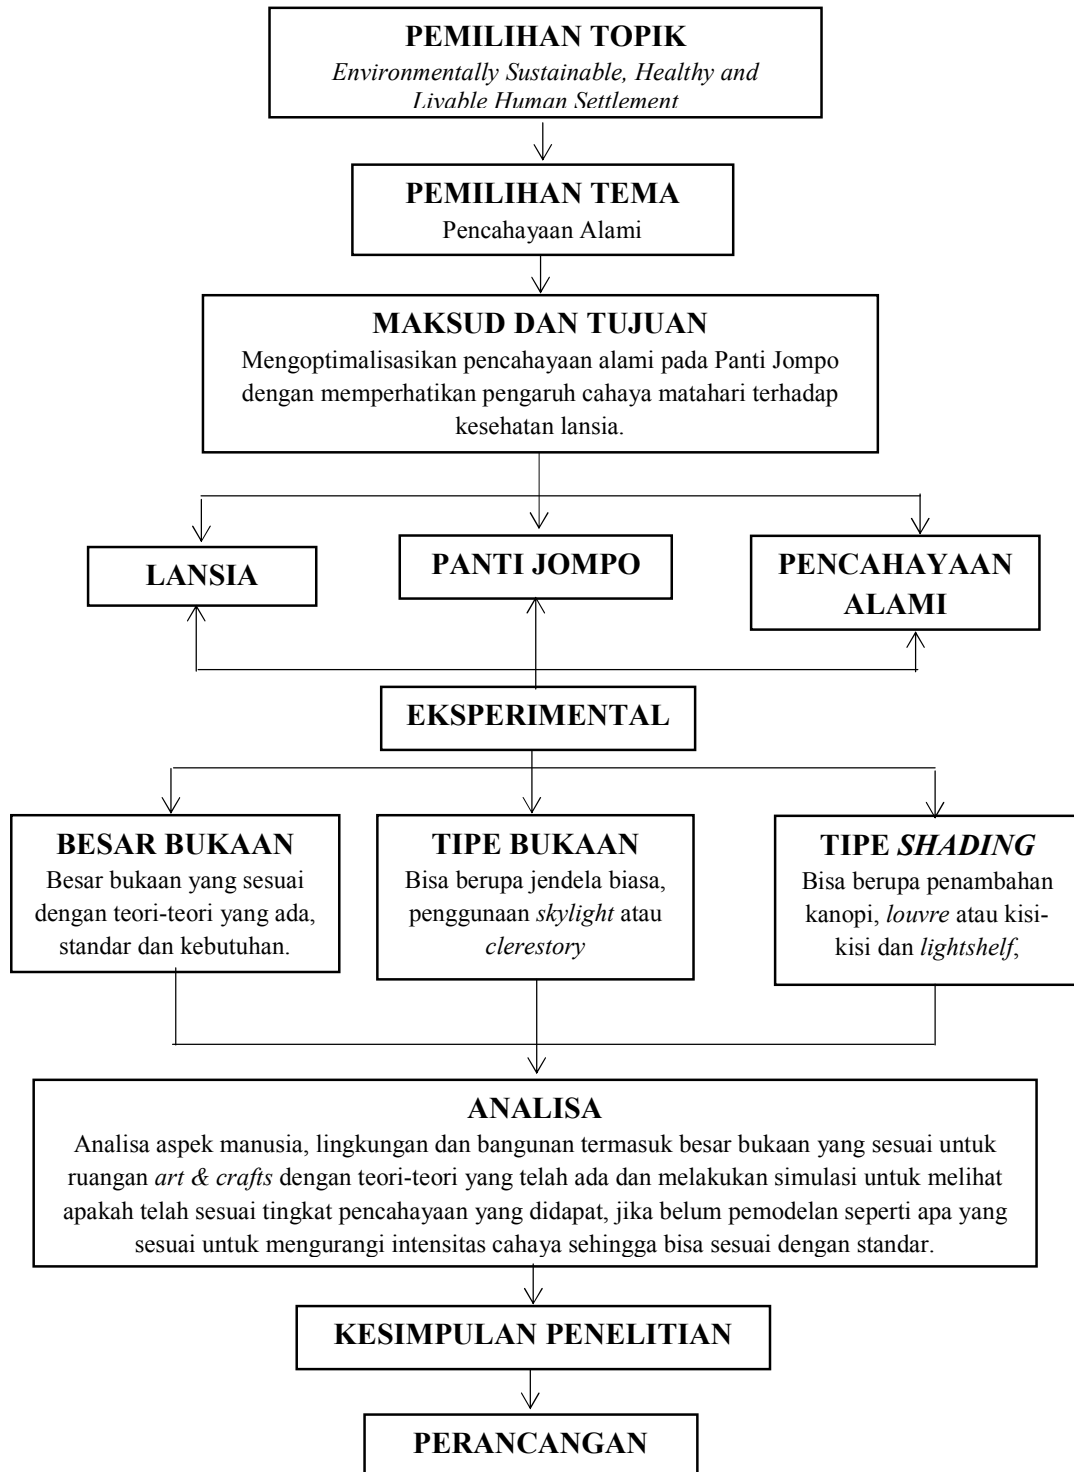 PEMILIHAN TOPIK
Environmentally Sustainable, Healthy and
Livable Human Settlement
PEMILIHAN TEMA
Pencahayaan Alami
MAKSUD DAN TUJUAN
Mengoptimalisasikan pencahayaan alami pada Panti Jompo
dengan memperhatikan pengaruh cahaya matahari terhadap
kesehatan lansia.
LANSIA
PANTI JOMPO
PENCAHAYAAN
ALAMI
EKSPERIMENTAL
BESAR BUKAAN
Besar bukaan yang sesuai
dengan teori-teori yang ada,
standar dan kebutuhan.
TIPE BUKAAN
Bisa berupa jendela biasa,
penggunaan skylight atau
clerestory
TIPE SHADING
Bisa berupa penambahan
kanopi, louvre atau kisi-
kisi dan lightshelf,
ANALISA
Analisa aspek manusia, lingkungan dan bangunan termasuk besar bukaan yang sesuai untuk
ruangan art & crafts dengan teori-teori yang telah ada dan melakukan simulasi untuk melihat
apakah telah sesuai tingkat pencahayaan yang didapat, jika belum pemodelan seperti apa yang
sesuai untuk mengurangi intensitas cahaya sehingga bisa sesuai dengan standar.
KESIMPULAN PENELITIAN
PERANCANGAN